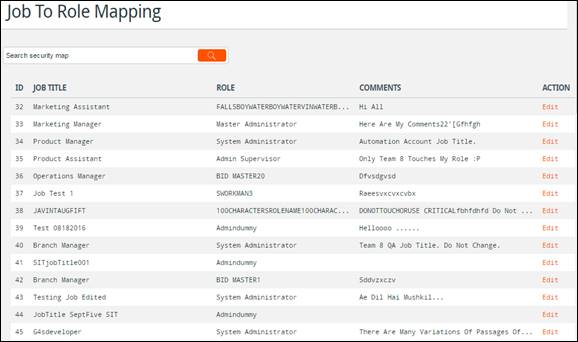 Job To Role Mapping
Search security map
ID JOB TITLE ROLE COMMENTS ACTION
32 Marketing Assistant FALLSBOYWATERBOYWATERVINWATERB... Hi All Edit
33 Marketing Manager Master Administrator Here Are My Comments22'[Gfhfgh Edit
34 Product Manager System Administrator Automation Account Job Title. Edit
35 Product Assistant Admin Supervisor Only Team 8 Touches My Role :P Edit
36 Operations Manager BID MASTER20 Dfvsdgvsd Edit
37 Job Test 1 SWORKMAN3 Raeesvxcvxcvbx Edit
38 JAVINTAUGFIFT 100CHARACTERSROLENAME100CHARAC... DONOTTOUCHORUSE CRITICALfbhfdhfd Do Not ... Edit
39 Test 08182016 Admindummy Helloooo ...... Edit
40 Branch Manager System Administrator Team 8 QA Job Title. Do Not Change. Edit
41 SITjobTitle001 Admindummy Edit
42 Branch Manager BID MASTER1 Sddvzxczv Edit
43 Testing Job Edited System Administrator Ae Dil Hai Mushkil... Edit
44 JobTitle SeptFive SIT Admindummy Edit
45 G4sdeveloper System Administrator There Are Many Variations Of Passages Of... Edit